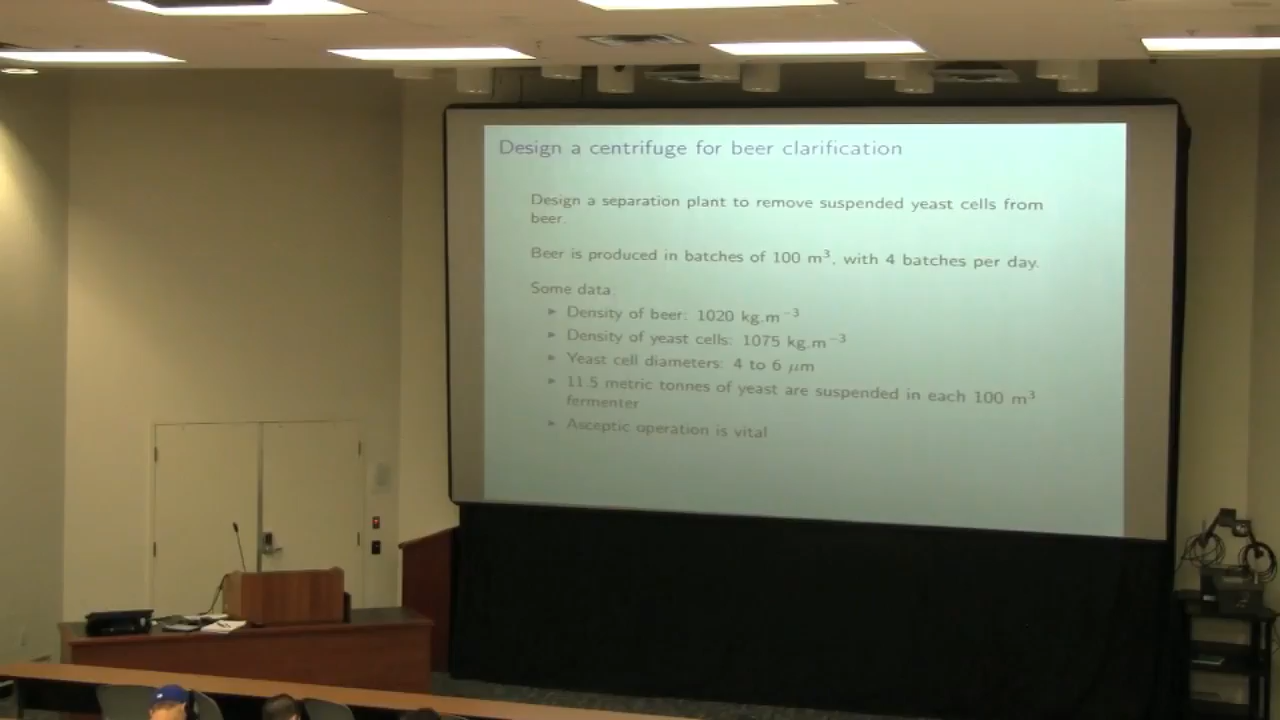 Design a centrifuge for beer clarification
Design a separation plant to remove suspended yeast cells from
beer.
Beer is produced in batches of 100 m³, with 4 batches per day.
Some data
► Density of beer: 1020 kg.m⁻³
► Density of yeast cells: 1075 kg.m⁻³
► Yeast cell diameters: 4 to 6 μm
► 11.5 metric tonnes of yeast are suspended in each 100 m³
fermenter
► Asceptic operation is vital